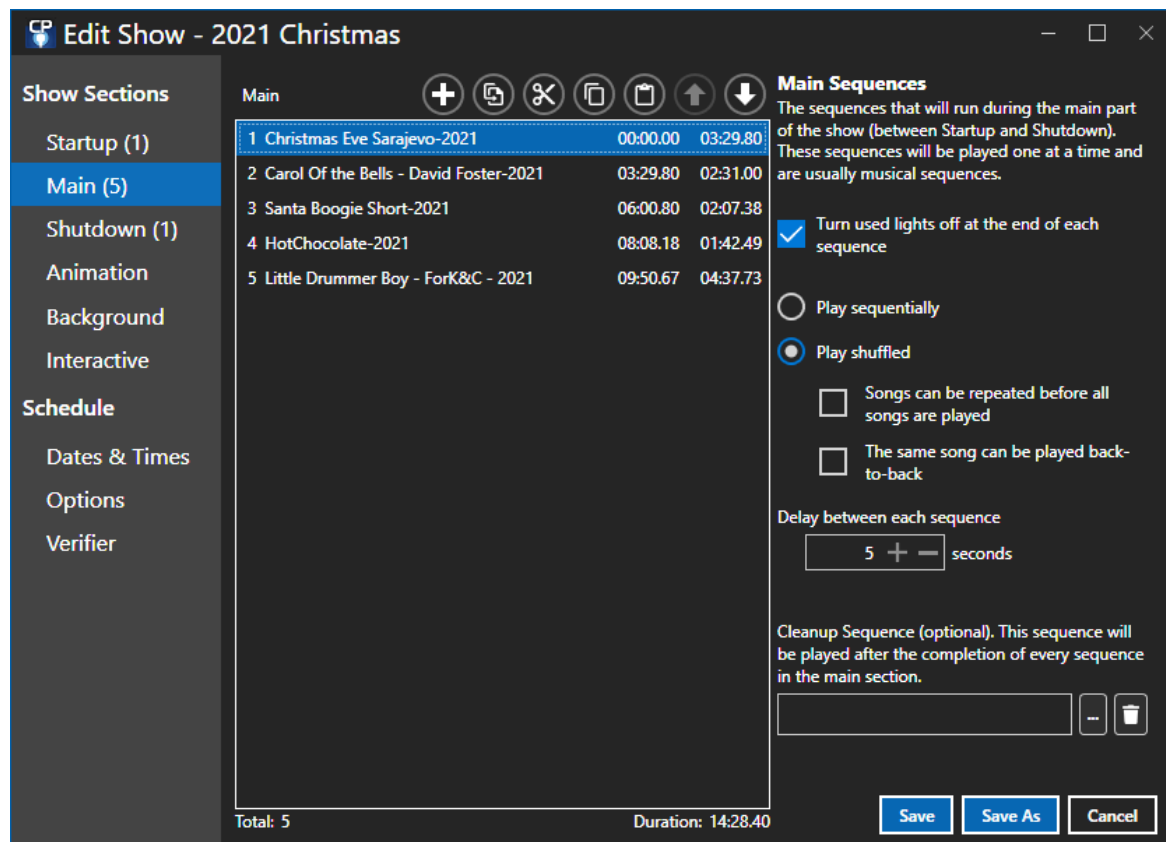 CP
Edit Show - 2021 Christmas
Show Sections
Startup (1)
Main (5)
Shutdown (1)
Animation
Background
Interactive
Schedule
Dates & Times
Options
Verifier
Main
1 Christmas Eve Sarajevo-2021 00:00.00 03:29.80
2 Carol Of the Bells - David Foster-2021 03:29.80 02:31.00
3 Santa Boogie Short-2021 06:00.80 02:07.38
4 HotChocolate-2021 08:08.18 01:42.49
5 Little Drummer Boy - ForK&C - 2021 09:50.67 04:37.73
Total: 5 Duration: 14:28.40
Main Sequences
The sequences that will run during the main part
of the show (between Startup and Shutdown).
These sequences will be played one at a time and
are usually musical sequences.
Turn used lights off at the end of each
sequence
Play sequentially
Play shuffled
Songs can be repeated before all
songs are played
The same song can be played back-
to-back
Delay between each sequence
5 seconds
Cleanup Sequence (optional). This sequence will
be played after the completion of every sequence
in the main section.
...
Save Save As Cancel